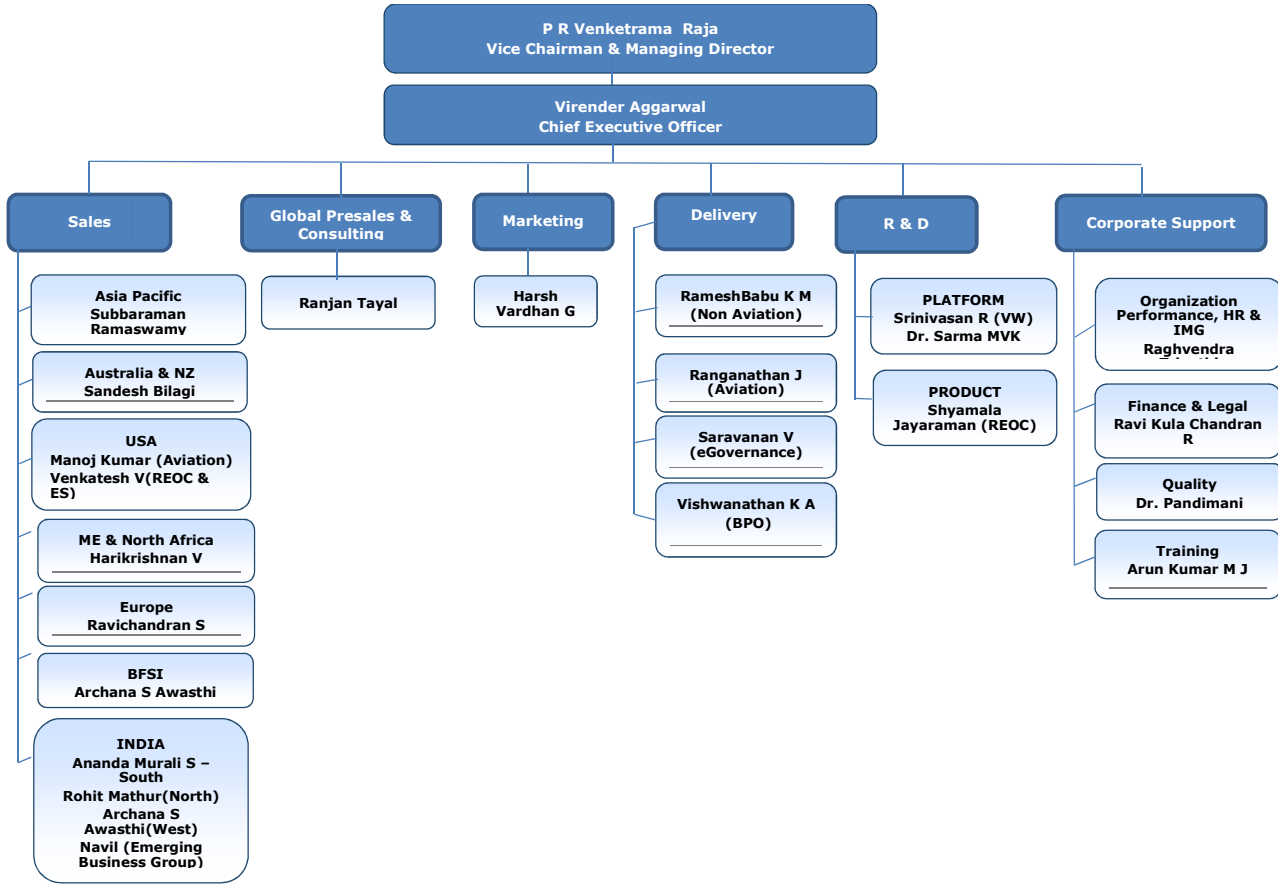 P R Venketrama Raja
Vice Chairman & Managing Director
Virender Aggarwal
Chief Executive Officer
Sales
Global Presales &
Consulting
Marketing
Delivery
R & D
Corporate Support
Asia Pacific
Subbaraman
Ramaswamy
Australia & NZ
Sandesh Bilagi
USA
Manoj Kumar (Aviation)
Venkatesh V(REOC &
ES)
ME & North Africa
Harikrishnan V
Europe
Ravichandran S
BFSI
Archana S Awasthi
INDIA
Ananda Murali S –
South
Rohit Mathur(North)
Archana S
Awasthi(West)
Navil (Emerging
Business Group)
Ranjan Tayal
Harsh
Vardhan G
RameshBabu K M
(Non Aviation)
Ranganathan J
(Aviation)
Saravanan V
(eGovernance)
Vishwanathan K A
(BPO)
PLATFORM
Srinivasan R (VW)
Dr. Sarma MVK
PRODUCT
Shyamala
Jayaraman (REOC)
Organization
Performance, HR &
IMG
Raghvendra
Finance & Legal
Ravi Kula Chandran
R
Quality
Dr. Pandimani
Training
Arun Kumar M J